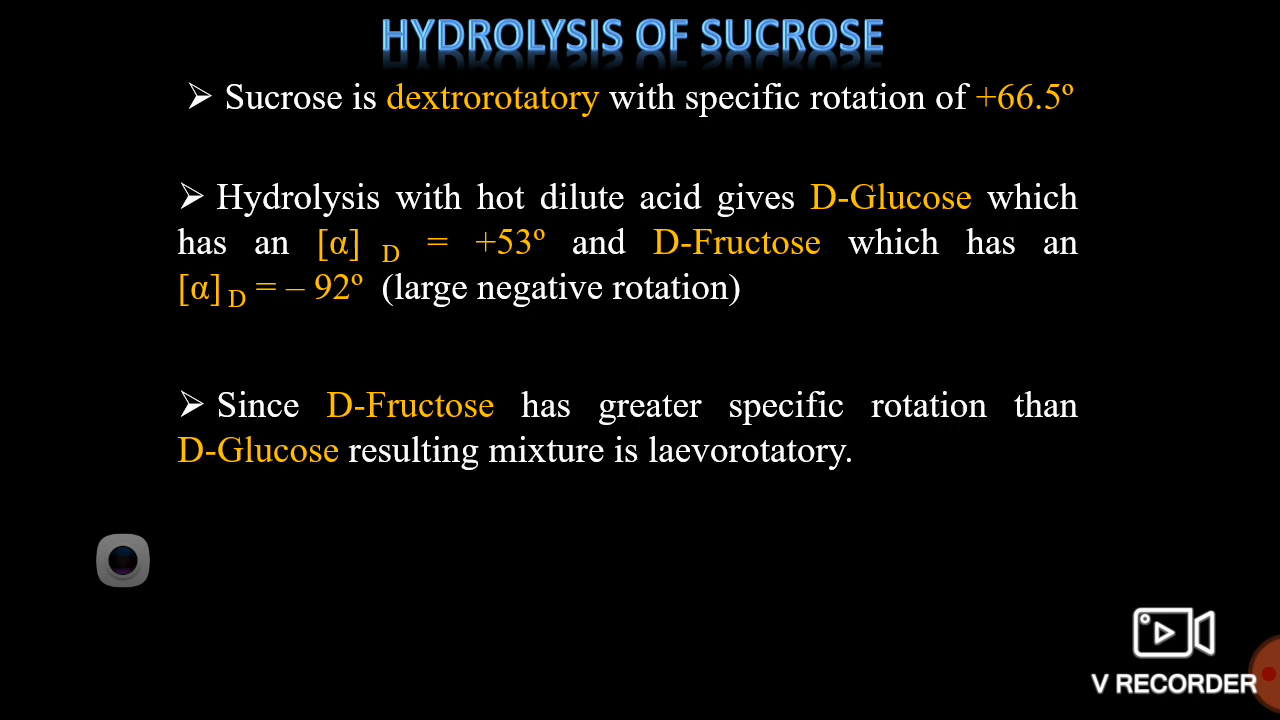 HYDROLYSIS OF SUCROSE
➢ Sucrose is dextrorotatory with specific rotation of +66.5º
➢ Hydrolysis with hot dilute acid gives D-Glucose which
has an [α] D = +53º and D-Fructose which has an
[α] D = – 92º (large negative rotation)
➢ Since D-Fructose has greater specific rotation than
D-Glucose resulting mixture is laevorotatory.
V RECORDER